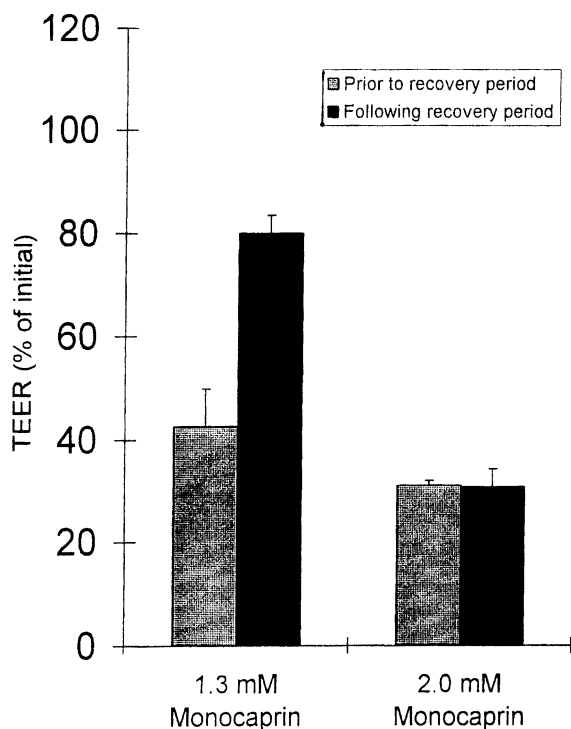 120
100
80
60
40
20
0
TEER (% of initial)
Prior to recovery period
Following recovery period
1.3 mM
Monocaprin
2.0 mM
Monocaprin